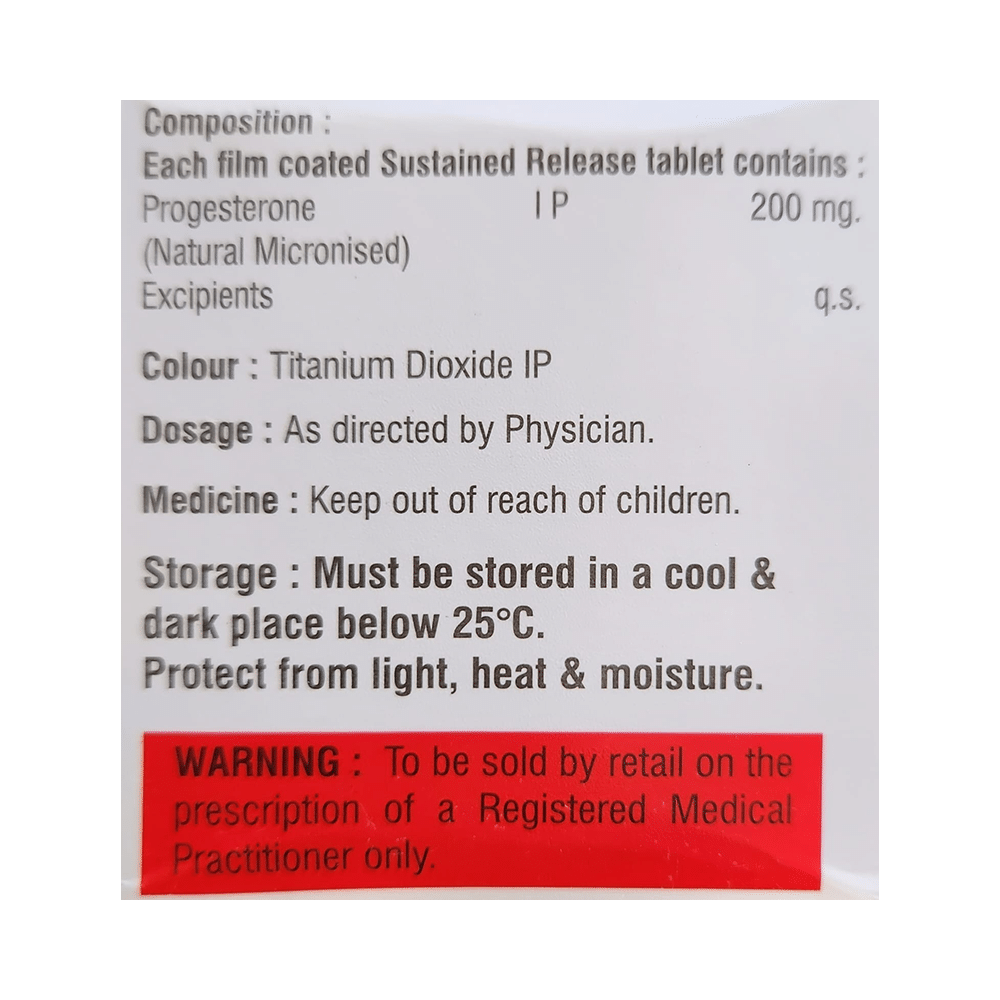 Composition :
Each film coated Sustained Release tablet contains :
Progesterone I P 200 mg.
(Natural Micronised)
Excipients q.s.
Colour : Titanium Dioxide IP
Dosage : As directed by Physician.
Medicine : Keep out of reach of children.
Storage : Must be stored in a cool &
dark place below 25°C.
Protect from light, heat & moisture.
WARNING : To be sold by retail on the
prescription of a Registered Medical
Practitioner only.